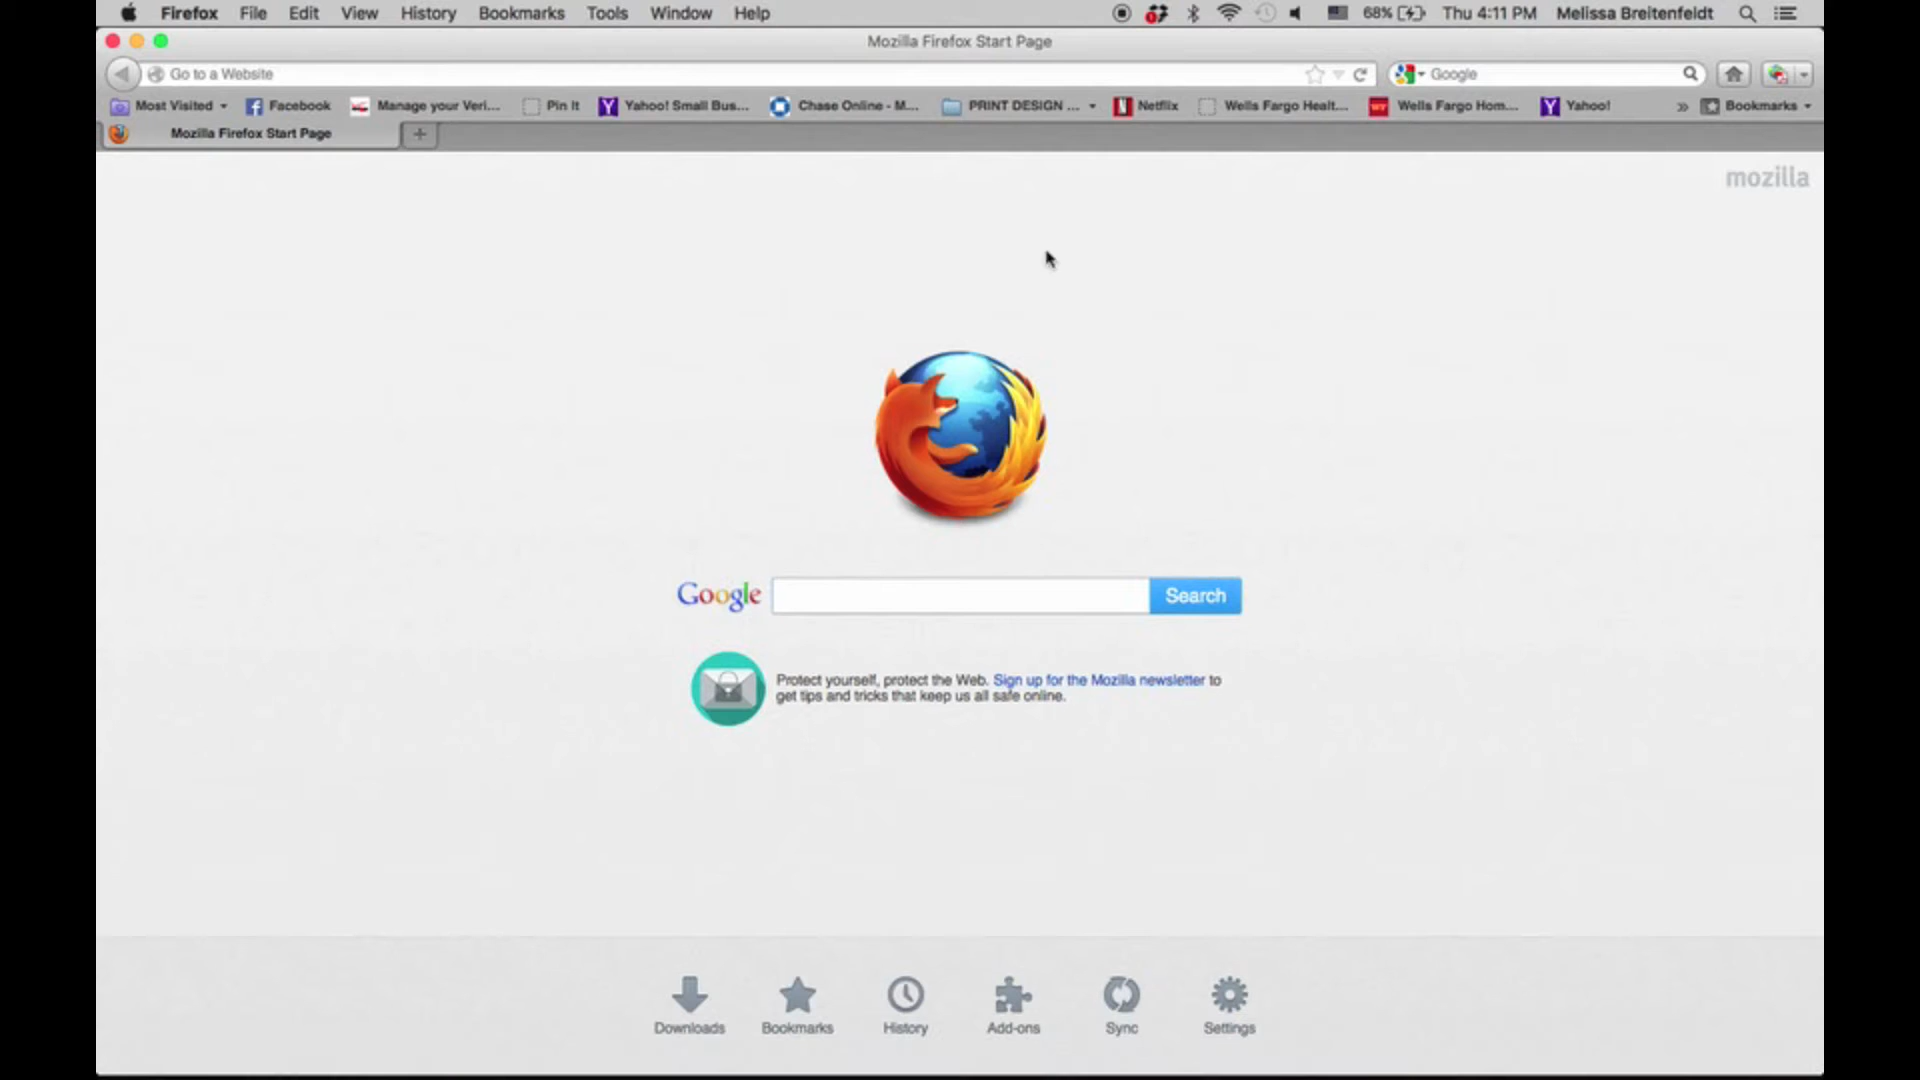 Firefox File Edit View History Bookmarks Tools Window Help 68% Thu 4:11 PM Melissa Breitenfeldt
Mozilla Firefox Start Page
Go to a Website Google
Most Visited Facebook Manage your Veri... Pin It Yahoo! Small Bus... Chase Online - M... PRINT DESIGN ... Netflix Wells Fargo Healt... Wells Fargo Hom... Yahoo! » Bookmarks
Mozilla Firefox Start Page +
mozilla
Google Search
Protect yourself, protect the Web. Sign up for the Mozilla newsletter to
get tips and tricks that keep us all safe online.
Downloads Bookmarks History Add-ons Sync Settings